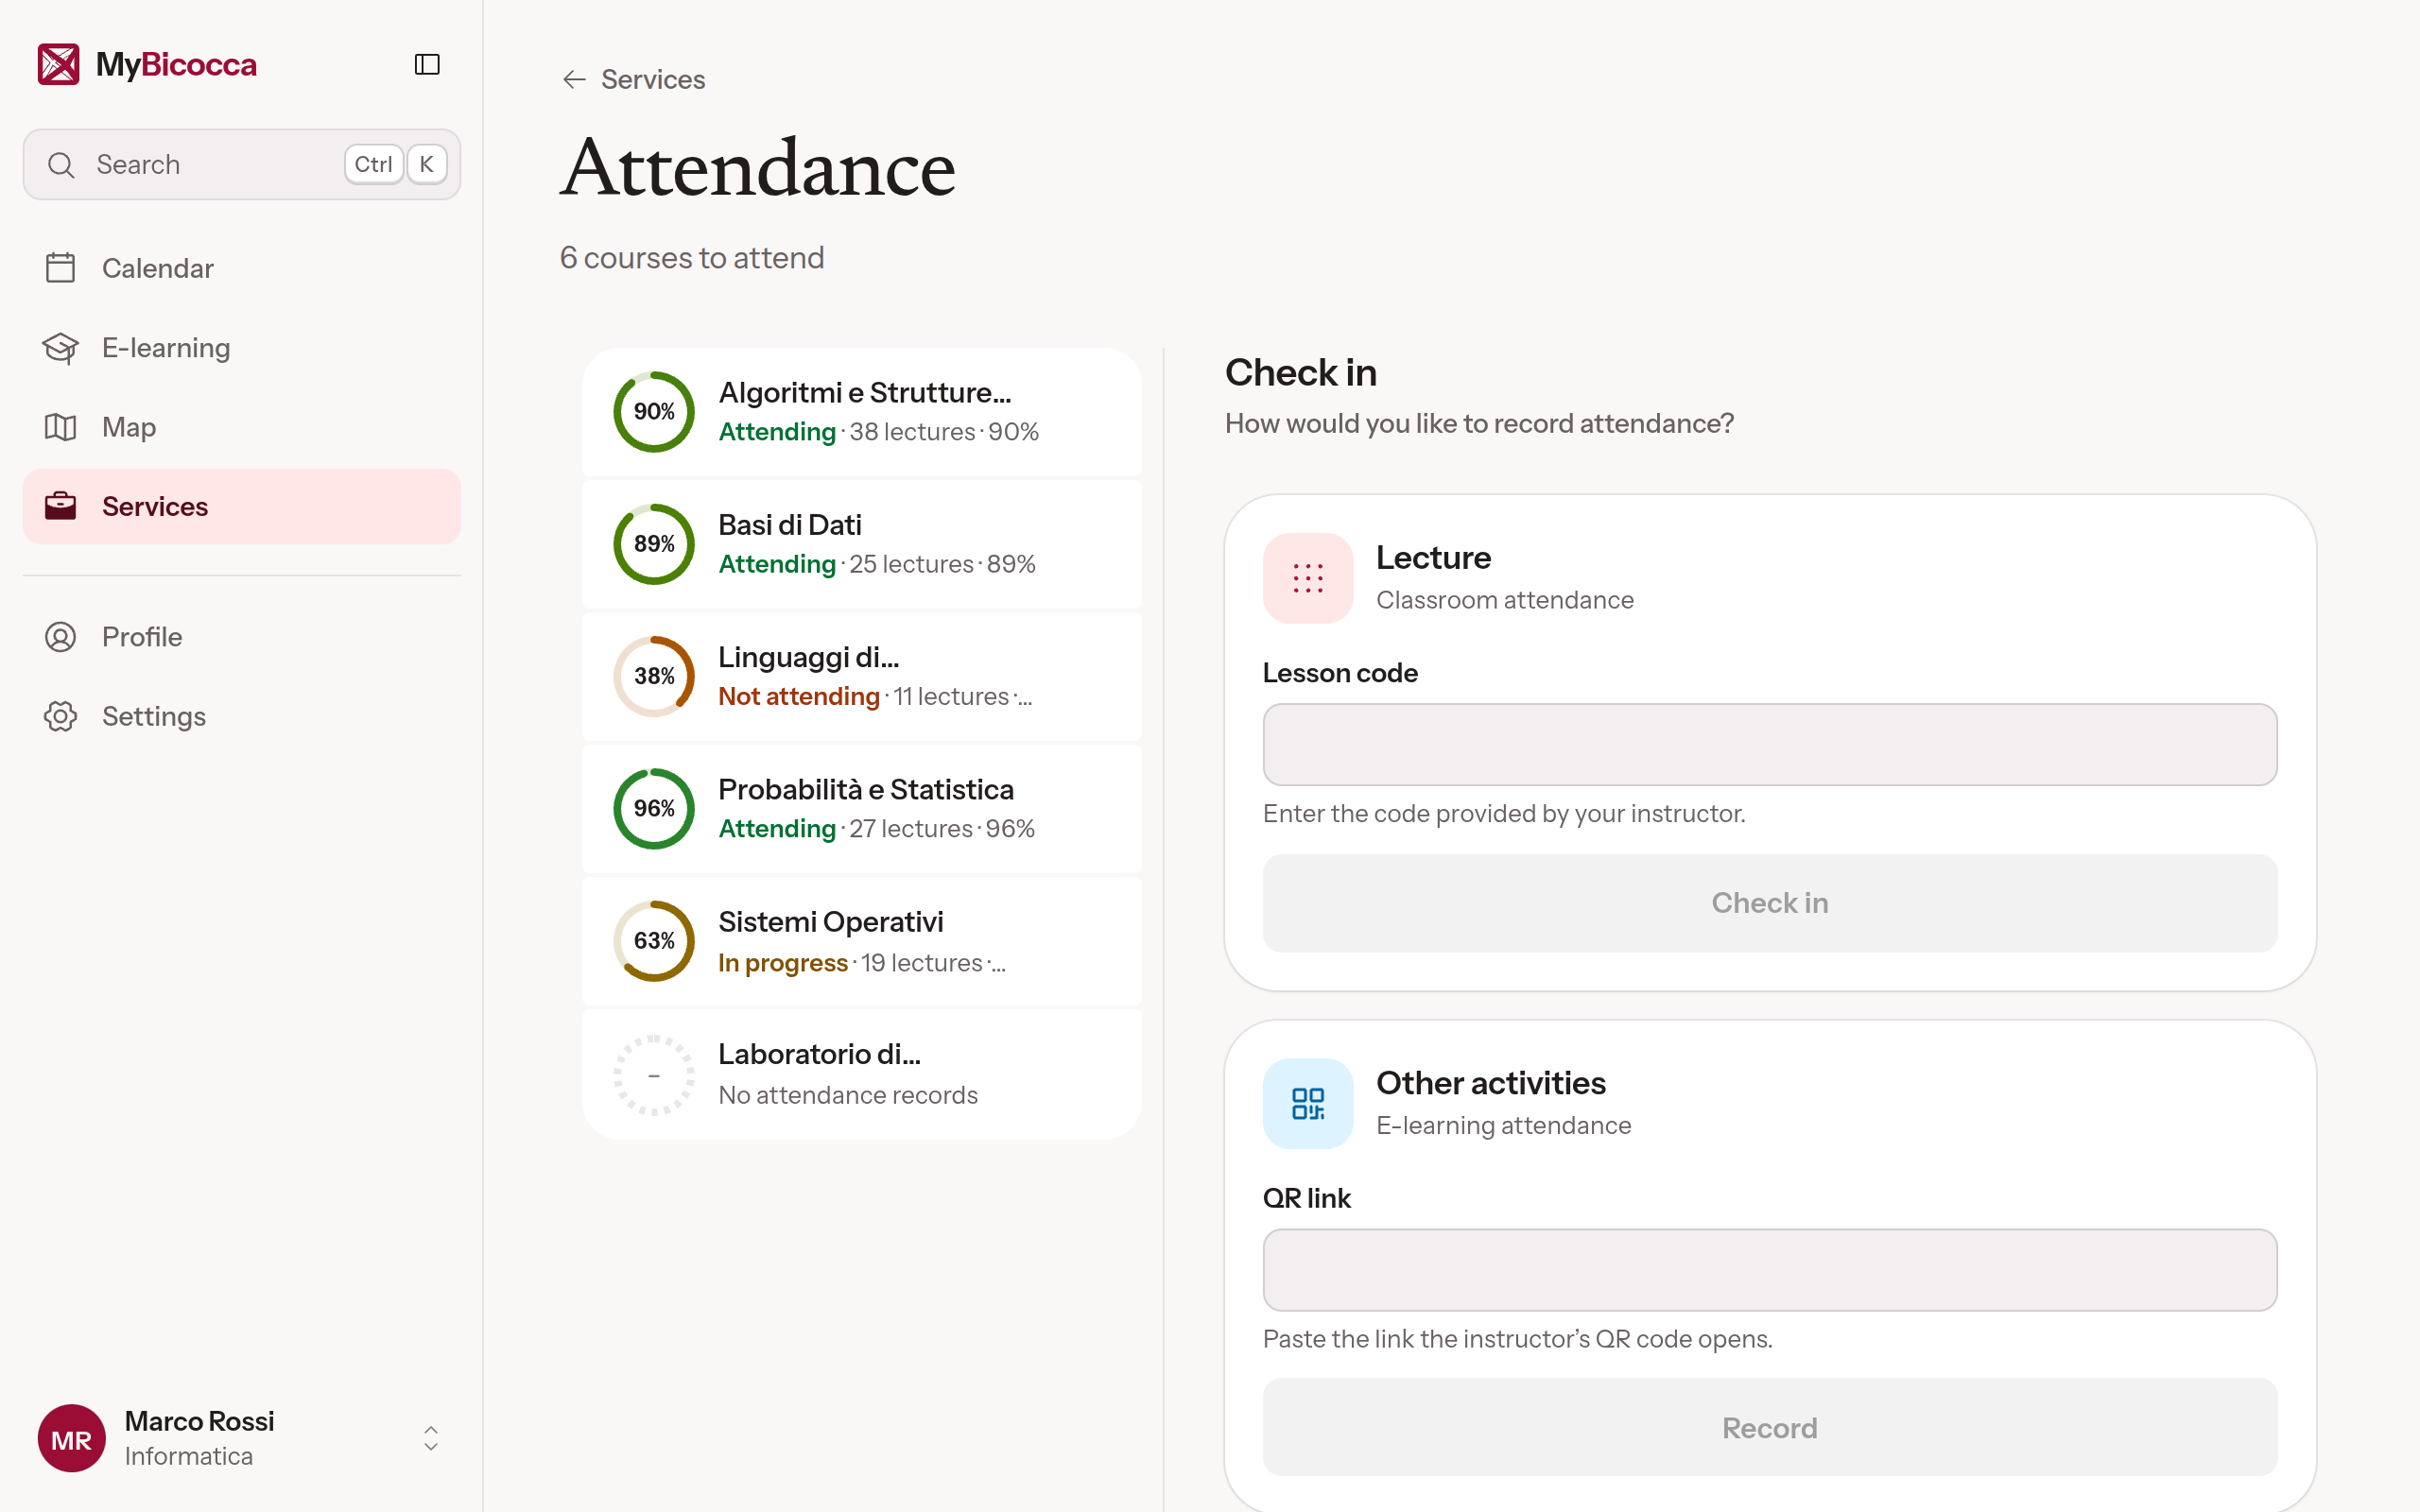 MyBicocca
Search Ctrl K
Calendar
E-learning
Map
Services
Profile
Settings
MR
Marco Rossi
Informatica
Services
Attendance
6 courses to attend
90%
Algoritmi e Strutture...
Attending · 38 lectures · 90%
89%
Basi di Dati
Attending · 25 lectures · 89%
38%
Linguaggi di...
Not attending · 11 lectures ·...
96%
Probabilità e Statistica
Attending · 27 lectures · 96%
63%
Sistemi Operativi
In progress · 19 lectures ·...
–
Laboratorio di...
No attendance records
Check in
How would you like to record attendance?
Lecture
Classroom attendance
Lesson code
Enter the code provided by your instructor.
Check in
Other activities
E-learning attendance
QR link
Paste the link the instructor’s QR code opens.
Record